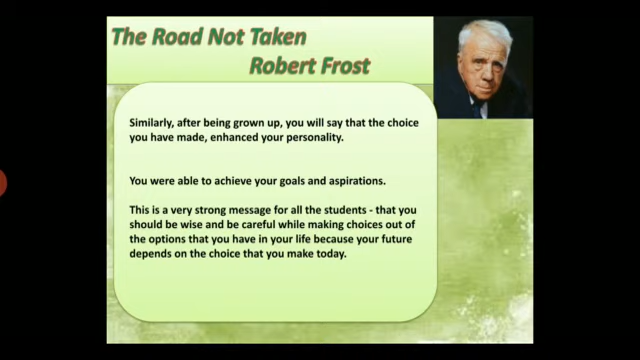 The Road Not Taken
Robert Frost
Similarly, after being grown up, you will say that the choice
you have made, enhanced your personality.
You were able to achieve your goals and aspirations.
This is a very strong message for all the students - that you
should be wise and be careful while making choices out of
the options that you have in your life because your future
depends on the choice that you make today.